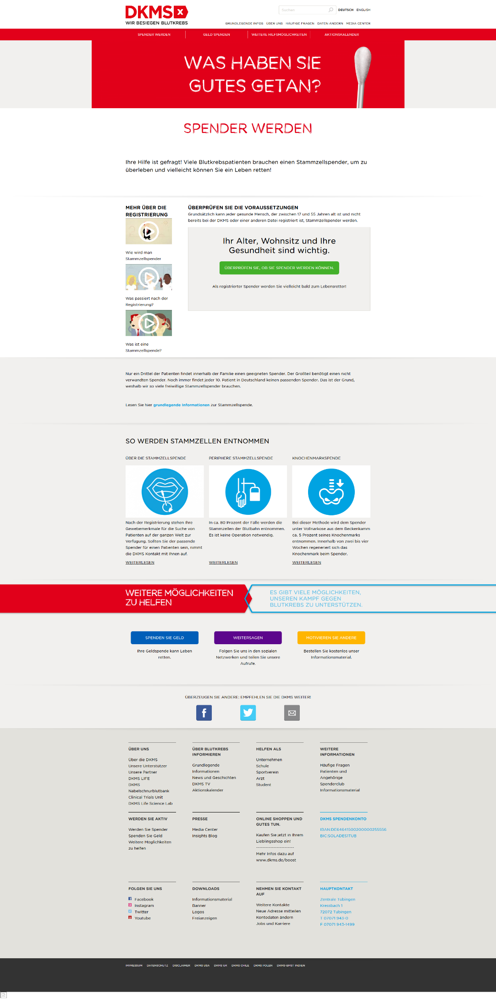 DKMS
WIR BESIEGEN BLUTKREBS
Suchen
DEUTSCH ENGLISH
GRUNDLEGENDE INFOS ÜBER UNS HÄUFIGE FRAGEN DATEN ÄNDERN MEDIA CENTER
SPENDER WERDEN GELD SPENDEN WEITERE HILFSMÖGLICHKEITEN AKTIONSKALENDER
WAS HABEN SIE
GUTES GETAN?
SPENDER WERDEN
Ihre Hilfe ist gefragt! Viele Blutkrebspatienten brauchen einen Stammzellspender, um zu
überleben und vielleicht können Sie ein Leben retten!
MEHR ÜBER DIE
REGISTRIERUNG
Wie wird man
Stammzellspender
Was passiert nach der
Registrierung?
Was ist eine
Stammzellspende?
ÜBERPRÜFEN SIE DIE VORAUSSETZUNGEN
Grundsätzlich kann jeder gesunde Mensch, der zwischen 17 und 55 Jahren alt ist und nicht
bereits bei der DKMS oder einer anderen Datei registriert ist, Stammzellspender werden.
Ihr Alter, Wohnsitz und Ihre
Gesundheit sind wichtig.
ÜBERPRÜFEN SIE, OB SIE SPENDER WERDEN KÖNNEN.
Als registrierter Spender werden Sie vielleicht bald zum Lebensretter!
Nur ein Drittel der Patienten findet innerhalb der Familie einen geeigneten Spender. Der Großteil benötigt einen nicht
verwandten Spender. Noch immer findet jeder 10. Patient in Deutschland keinen passenden Spender. Das ist der Grund,
weshalb wir so viele freiwillige Stammzellspender brauchen.
Lesen Sie hier grundlegende Informationen zur Stammzellspende.
SO WERDEN STAMMZELLEN ENTNOMMEN
ÜBER DIE STAMMZELLSPENDE
Nach der Registrierung stehen Ihre
Gewebemerkmale für die Suche von
Patienten auf der ganzen Welt zur
Verfügung. Sollten Sie der passende
Spender für einen Patienten sein, nimmt
die DKMS Kontakt mit Ihnen auf.
WEITERLESEN
PERIPHERE STAMMZELLSPENDE
In ca. 80 Prozent der Fälle werden die
Stammzellen der Blutbahn entnommen.
Es ist keine Operation notwendig.
WEITERLESEN
KNOCHENMARKSPENDE
Bei dieser Methode wird dem Spender
unter Vollnarkose aus dem Beckenkamm
ca. 5 Prozent seines Knochenmarks
entnommen. Innerhalb von zwei bis vier
Wochen regeneriert sich das
Knochenmark beim Spender.
WEITERLESEN
WEITERE MÖGLICHKEITEN
ZU HELFEN
ES GIBT VIELE MÖGLICHKEITEN,
UNSEREN KAMPF GEGEN
BLUTKREBS ZU UNTERSTÜTZEN.
SPENDEN SIE GELD
Ihre Geldspende kann Leben
retten.
WEITERSAGEN
Folgen Sie uns in den sozialen
Netzwerken und teilen Sie unsere
Aufrufe.
MOTIVIEREN SIE ANDERE
Bestellen Sie kostenlos unser
Informationsmaterial.
ÜBERZEUGEN SIE ANDERE: EMPFEHLEN SIE DIE DKMS WEITER!
ÜBER UNS
Über die DKMS
Unsere Unterstützer
Unsere Partner
DKMS LIFE
DKMS
Nabelschnurblutbank
Clinical Trials Unit
DKMS Life Science Lab
ÜBER BLUTKREBS
INFORMIEREN
Grundlegende
Informationen
News und Geschichten
DKMS TV
Aktionskalender
HELFEN ALS
Unternehmen
Schule
Sportverein
Arzt
Student
WEITERE
INFORMATIONEN
Häufige Fragen
Patienten und
Angehörige
Spenderclub
Informationsmaterial
WERDEN SIE AKTIV
Werden Sie Spender
Spenden Sie Geld
Weitere Möglichkeiten
zu helfen
PRESSE
Media Center
Insights Blog
ONLINE SHOPPEN UND
GUTES TUN.
Kaufen Sie jetzt in Ihrem
Lieblingsshop ein!
------------------------
Mehr Infos dazu auf
www.dkms.de/boost
DKMS SPENDENKONTO
IBAN:DE64641500200000255556
BIC:SOLADES1TUB
FOLGEN SIE UNS
Facebook
Instagram
Twitter
Youtube
DOWNLOADS
Informationsmaterial
Banner
Logos
Freianzeigen
NEHMEN SIE KONTAKT
AUF
Weitere Kontakte
Neue Adresse mitteilen
Kontodaten ändern
Jobs und Karriere
HAUPTKONTAKT
Zentrale Tübingen
Kressbach 1
72072 Tübingen
T 07071 943-0
F 07071 943-1499
IMPRESSUM DATENSCHUTZ DISCLAIMER DKMS USA DKMS UK DKMS CHILE DKMS POLEN DKMS-BMST INDIEN